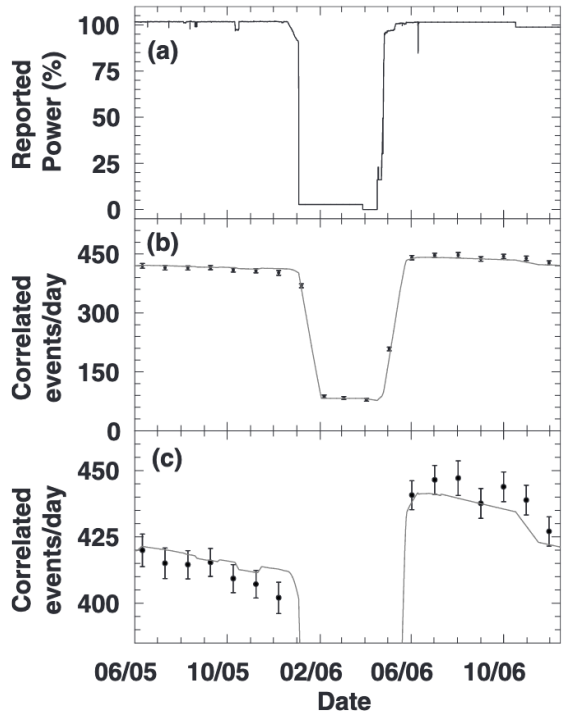 (a)
Reported
Power (%)
100
75
50
25
0
(b)
Correlated
events/day
450
300
150
0
(c)
Correlated
events/day
450
425
400
06/05 10/05 02/06 06/06 10/06
Date